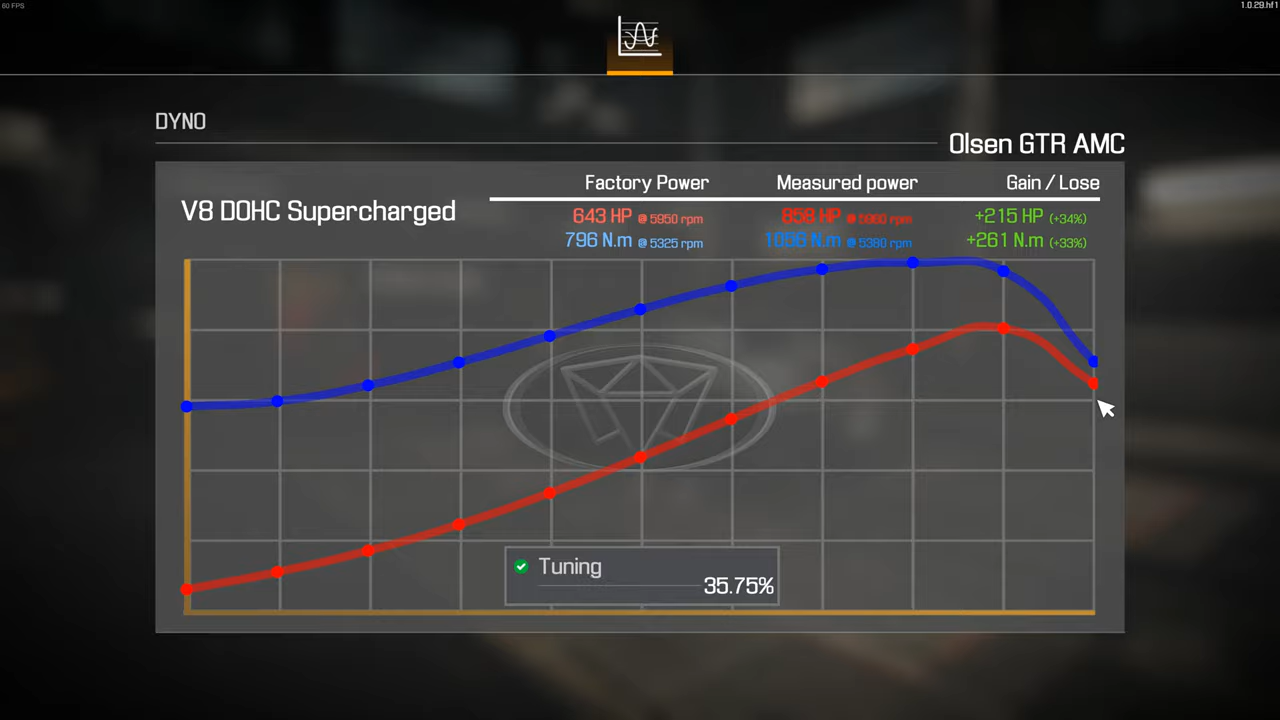 60 FPS
1.0.29.hf1
DYNO
Olsen GTR AMC
V8 DOHC Supercharged
Factory Power Measured power Gain / Lose
643 HP @ 5950 rpm 858 HP @ 5960 rpm +215 HP (+34%)
796 N.m @ 5325 rpm 1056 N.m @ 5380 rpm +261 N.m (+33%)
Tuning
35.75%